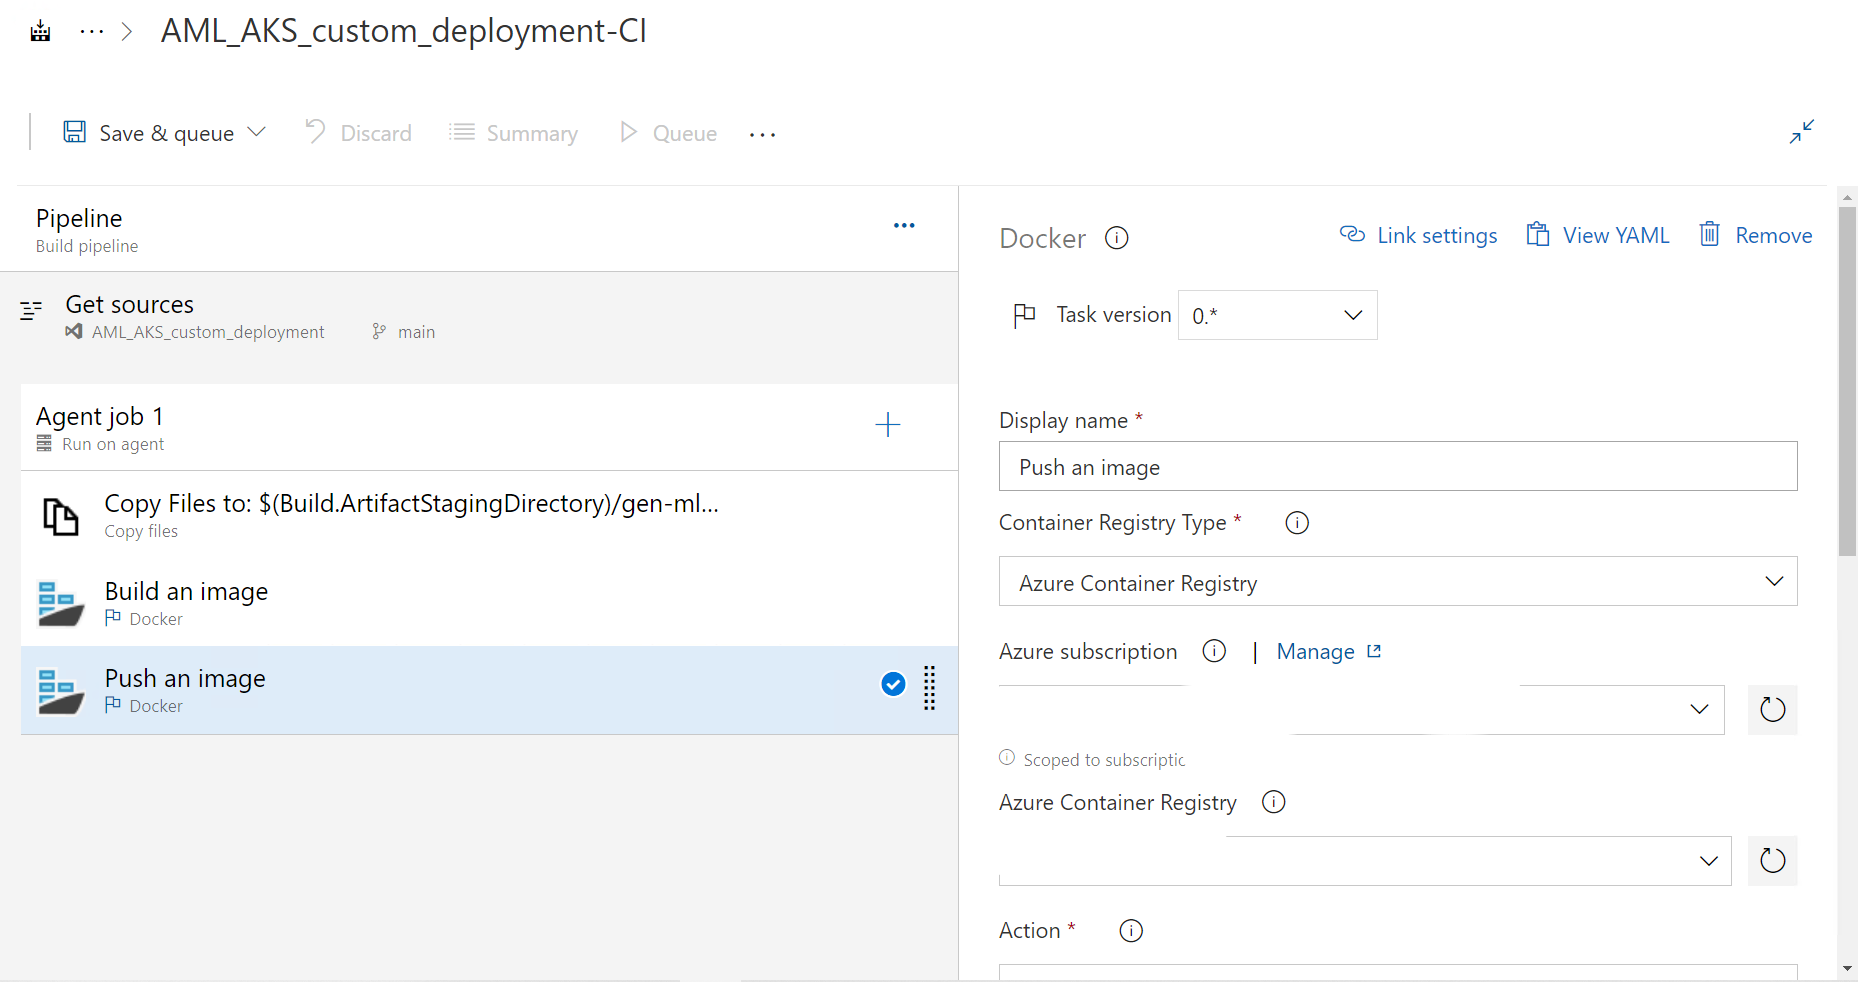 ··· > AML_AKS_custom_deployment-CI
Save & queue Discard Summary Queue ···
Pipeline ···
Build pipeline
Get sources
AML_AKS_custom_deployment main
Agent job 1 +
Run on agent
Copy Files to: $(Build.ArtifactStagingDirectory)/gen-ml...
Copy files
Build an image
Docker
Push an image
Docker
Docker Link settings View YAML Remove
Task version 0.*
Display name *
Push an image
Container Registry Type *
Azure Container Registry
Azure subscription | Manage
Scoped to subscriptic
Azure Container Registry
Action *